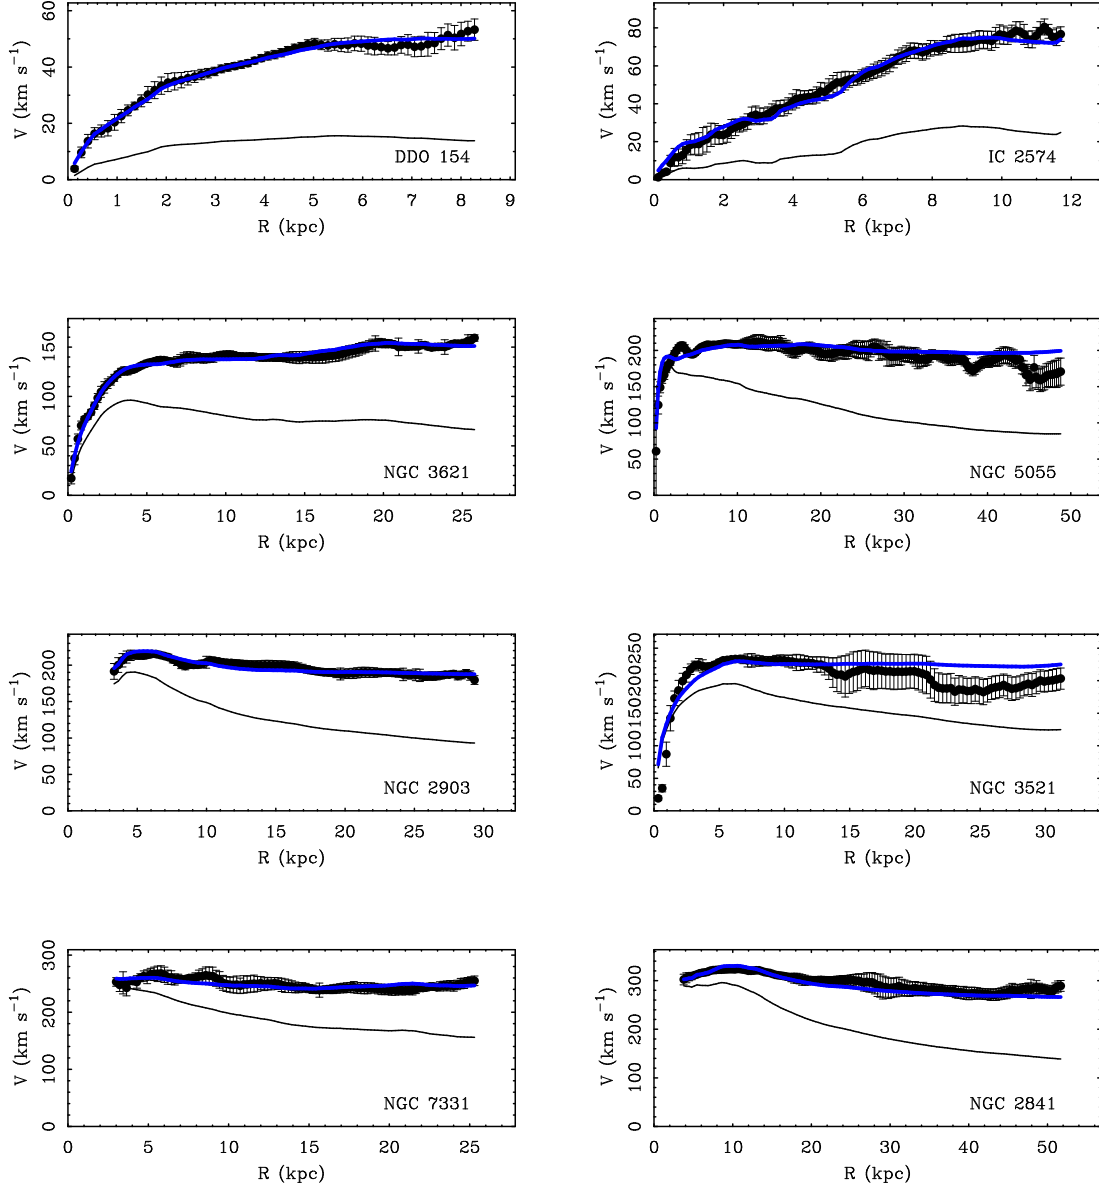 60
40
20
0
V (km s⁻¹)
DDO 154
0 1 2 3 4 5 6 7 8 9
R (kpc)
80
60
40
20
0
V (km s⁻¹)
IC 2574
0 2 4 6 8 10 12
R (kpc)
150
100
50
0
V (km s⁻¹)
NGC 3621
0 5 10 15 20 25
R (kpc)
200
150
100
50
0
V (km s⁻¹)
NGC 5055
0 10 20 30 40 50
R (kpc)
200
150
100
50
0
V (km s⁻¹)
NGC 2903
0 5 10 15 20 25 30
R (kpc)
250
200
150
100
50
0
V (km s⁻¹)
NGC 3521
0 5 10 15 20 25 30
R (kpc)
300
200
100
0
V (km s⁻¹)
NGC 7331
0 5 10 15 20 25
R (kpc)
300
200
100
0
V (km s⁻¹)
NGC 2841
0 10 20 30 40 50
R (kpc)